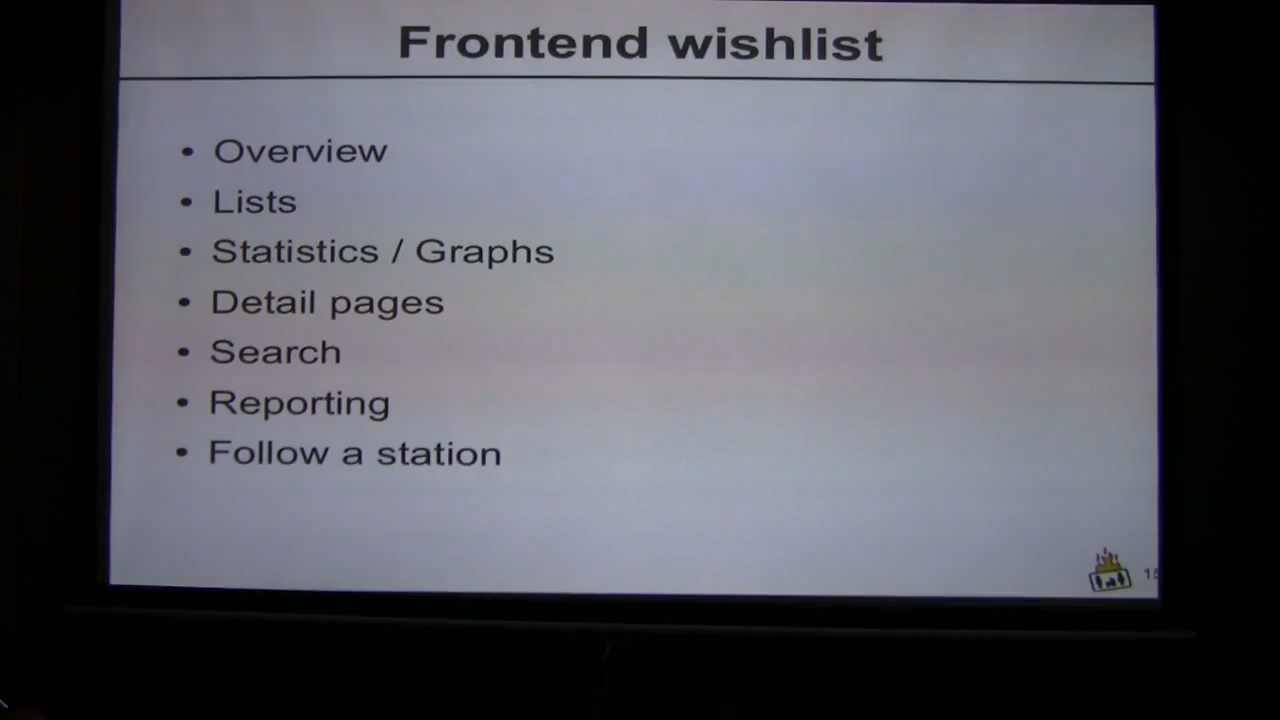 Frontend wishlist
• Overview
• Lists
• Statistics / Graphs
• Detail pages
• Search
• Reporting
• Follow a station